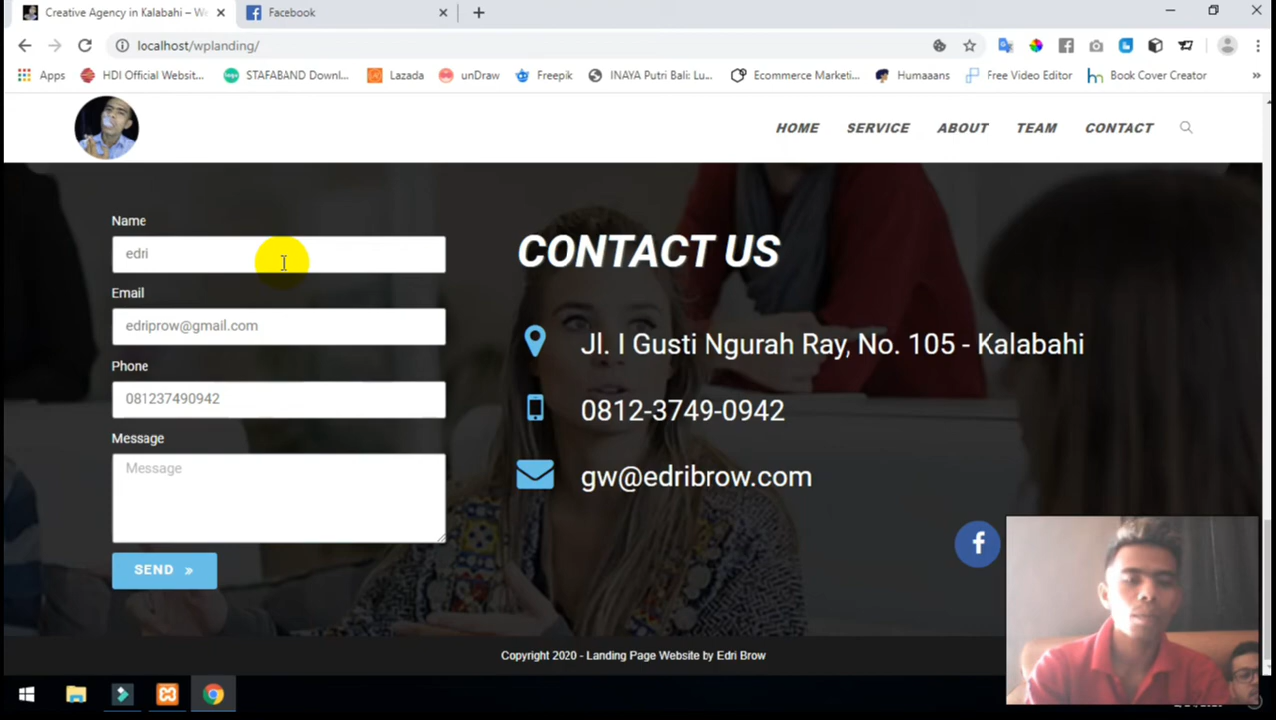 Creative Agency in Kalabahi – We
Facebook
localhost/wplanding/
Apps
HDI Official Websit...
STAFABAND Downl...
Lazada
unDraw
Freepik
INAYA Putri Bali: Lu...
Ecommerce Marketi...
Humaaans
Free Video Editor
Book Cover Creator
HOME
SERVICE
ABOUT
TEAM
CONTACT
Name
edri
Email
edriprow@gmail.com
Phone
081237490942
Message
Message
SEND »
CONTACT US
Jl. I Gusti Ngurah Ray, No. 105 - Kalabahi
0812-3749-0942
gw@edribrow.com
Copyright 2020 - Landing Page Website by Edri Brow